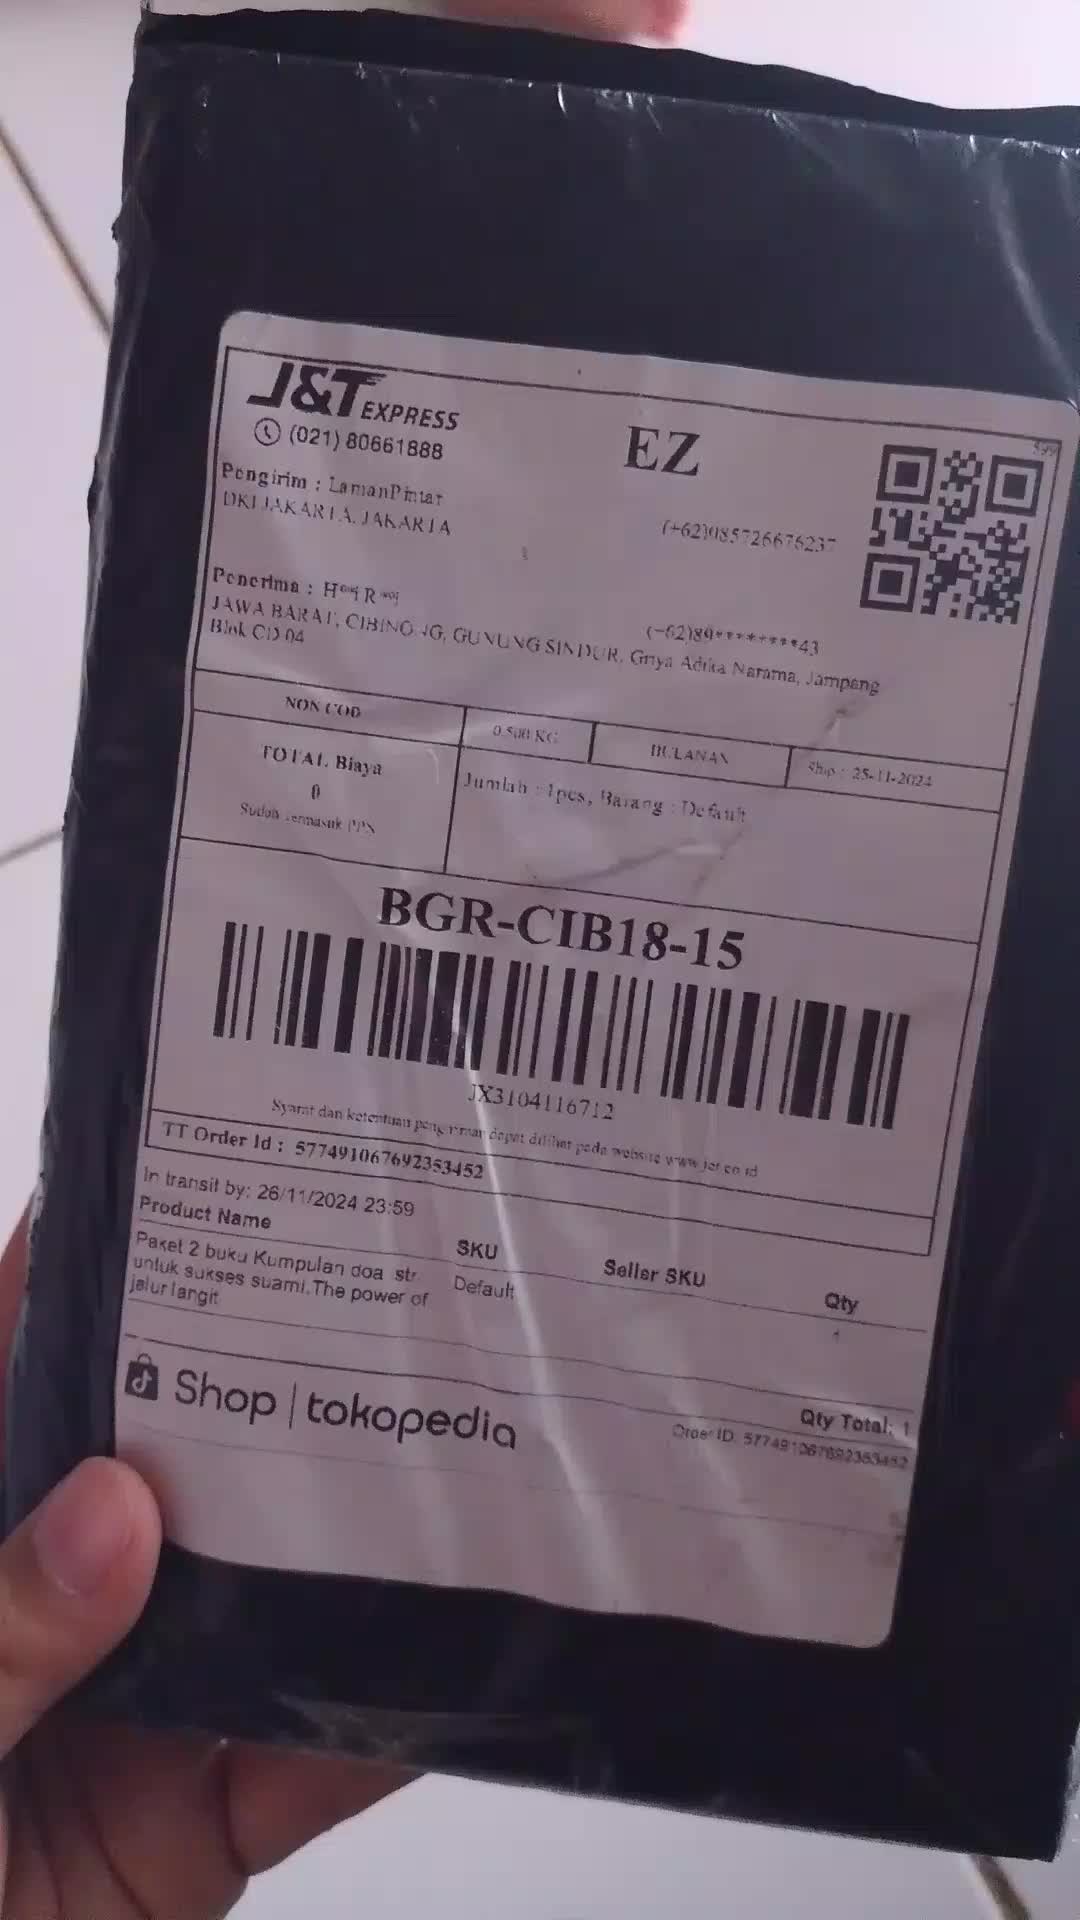 J&T EXPRESS
(021) 80661888
EZ
599
Pengirim : LamanPintar
DKI JAKARTA, JAKARTA
(+62)085726676237
Penerima :
(+62)89********43
JAWA BARAT, CIBINONG, GUNUNG SINDUR, Griya Adika Narama, Jampang
Blok CD 04
NON COD
0.500 KG
BULANAN
Ship : 25-11-2024
TOTAL Biaya
0
Sudah termasuk PPN
Jumlah : 1pcs, Barang : Default
BGR-CIB18-15
JX3104116712
Syarat dan ketentuan pengiriman dapat dilihat pada website www.jet.co.id
TT Order Id : 577491067692353452
In transit by: 26/11/2024 23:59
Product Name
SKU
Seller SKU
Qty
Paket 2 buku Kumpulan doa str
untuk sukses suami.The power of
jalur langit
Default
1
Qty Total: 1
Shop | tokopedia
Order ID: 577491067692353452